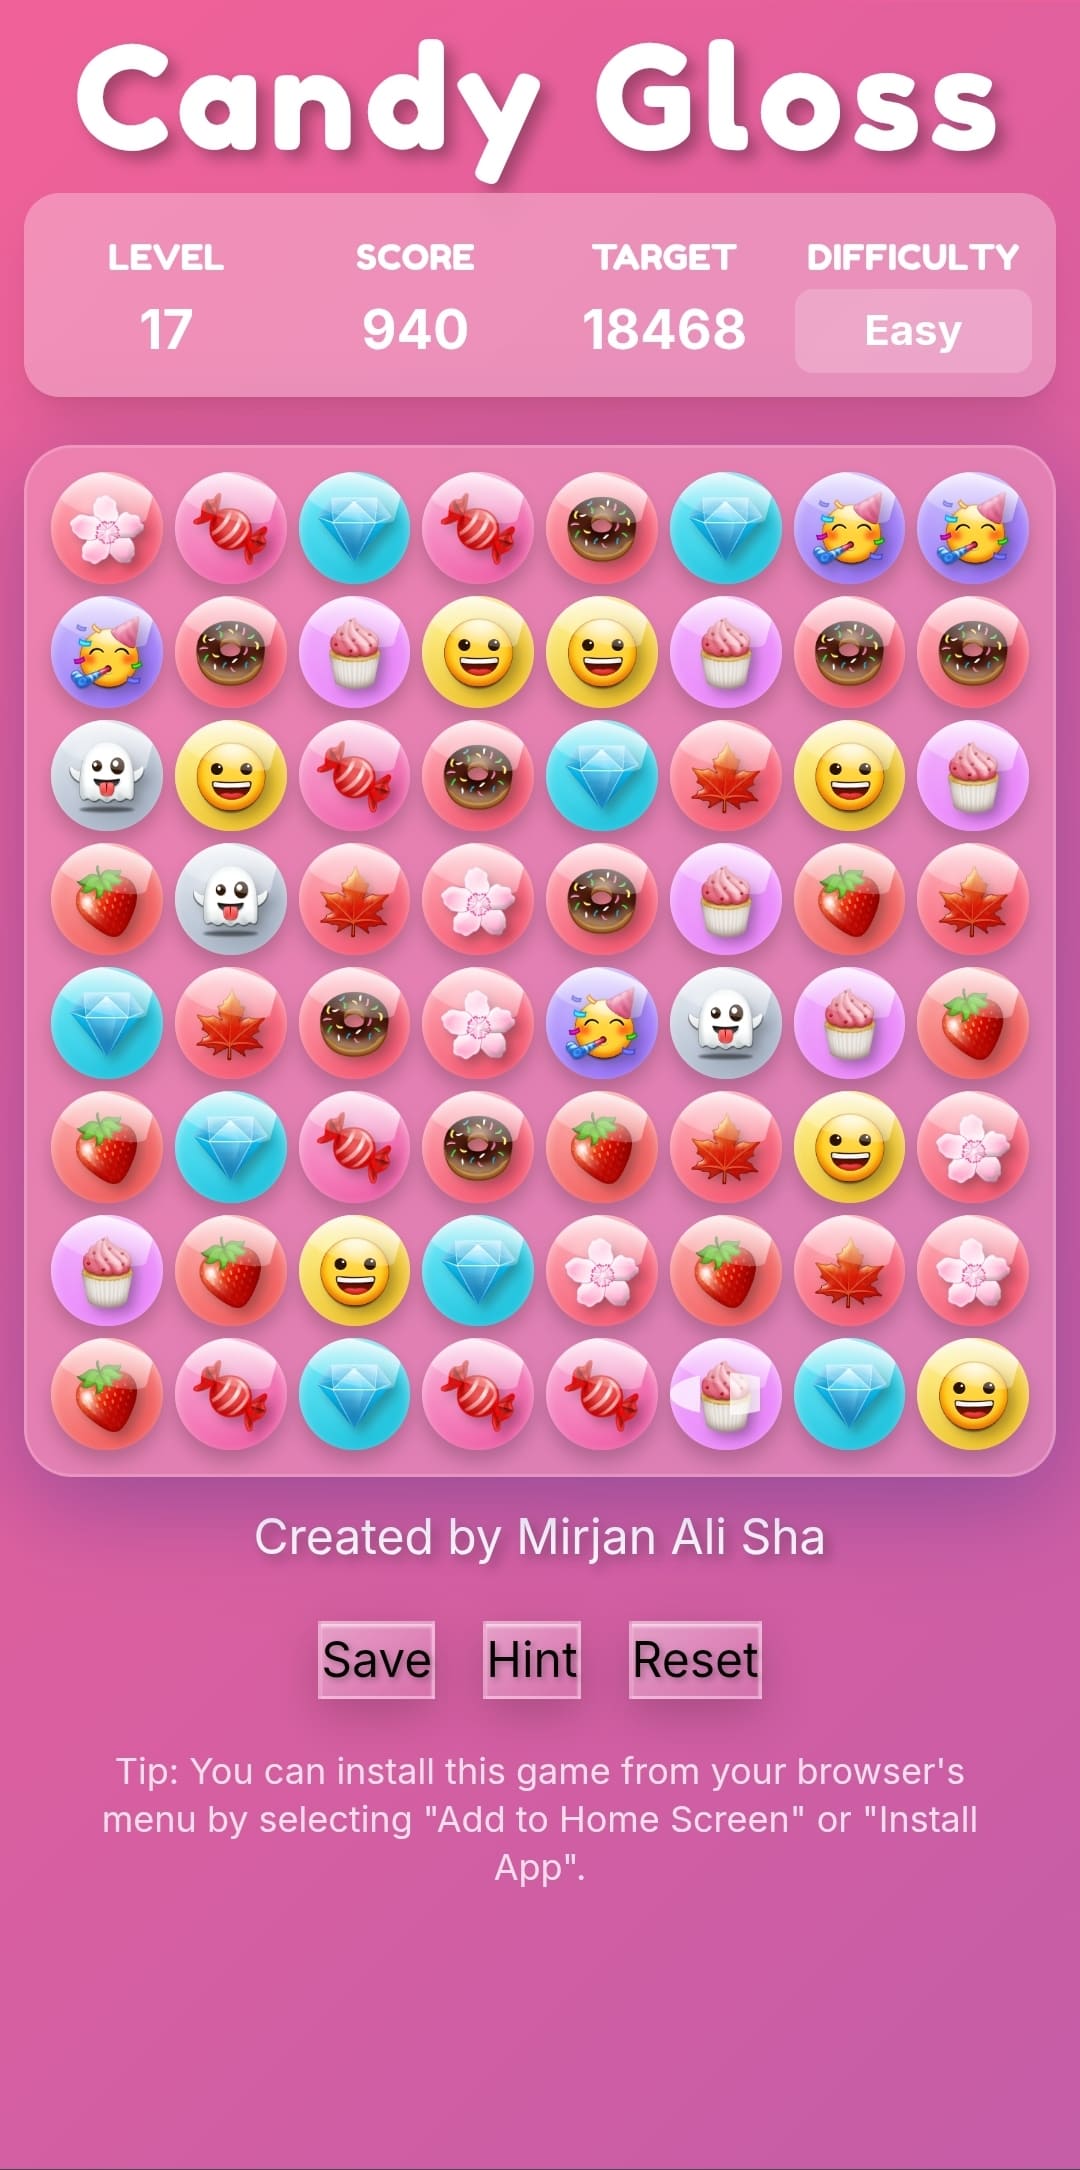 Candy Gloss
LEVEL SCORE TARGET DIFFICULTY
17 940 18468 Easy
Created by Mirjan Ali Sha
Save Hint Reset
Tip: You can install this game from your browser's
menu by selecting "Add to Home Screen" or "Install
App".